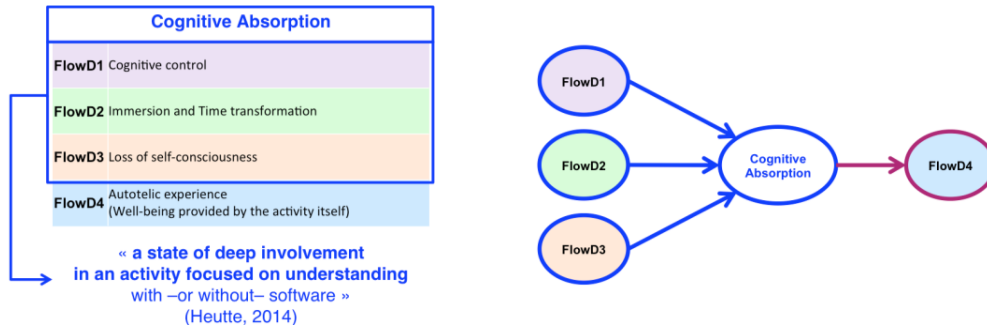 Cognitive Absorption
FlowD1 Cognitive control
FlowD2 Immersion and Time transformation
FlowD3 Loss of self-consciousness
FlowD4 Autotelic experience
(Well-being provided by the activity itself)
« a state of deep involvement
in an activity focused on understanding
with –or without– software »
(Heutte, 2014)
FlowD1
FlowD2
FlowD3
Cognitive
Absorption
FlowD4